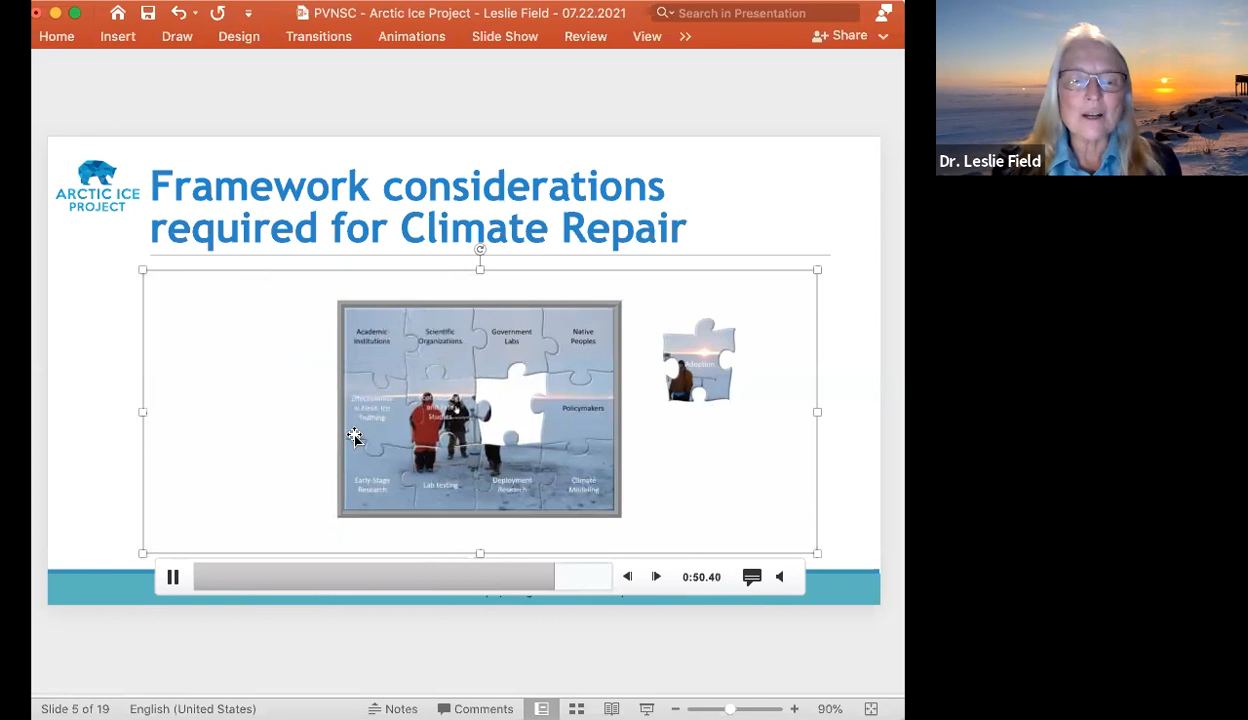 PVNSC - Arctic Ice Project - Leslie Field - 07.22.2021
Search in Presentation
Home Insert Draw Design Transitions Animations Slide Show Review View >> Share
ARCTIC ICE
PROJECT
Framework considerations
required for Climate Repair
Academic
Institutions
Scientific
Organizations
Government
Labs
Native
Peoples
Adoption
Policymakers
Early-Stage
Research
Lab testing
Deployment
Research
Climate
Modeling
0:50.40
Slide 5 of 19 English (United States) Notes Comments 90%
Dr. Leslie Field